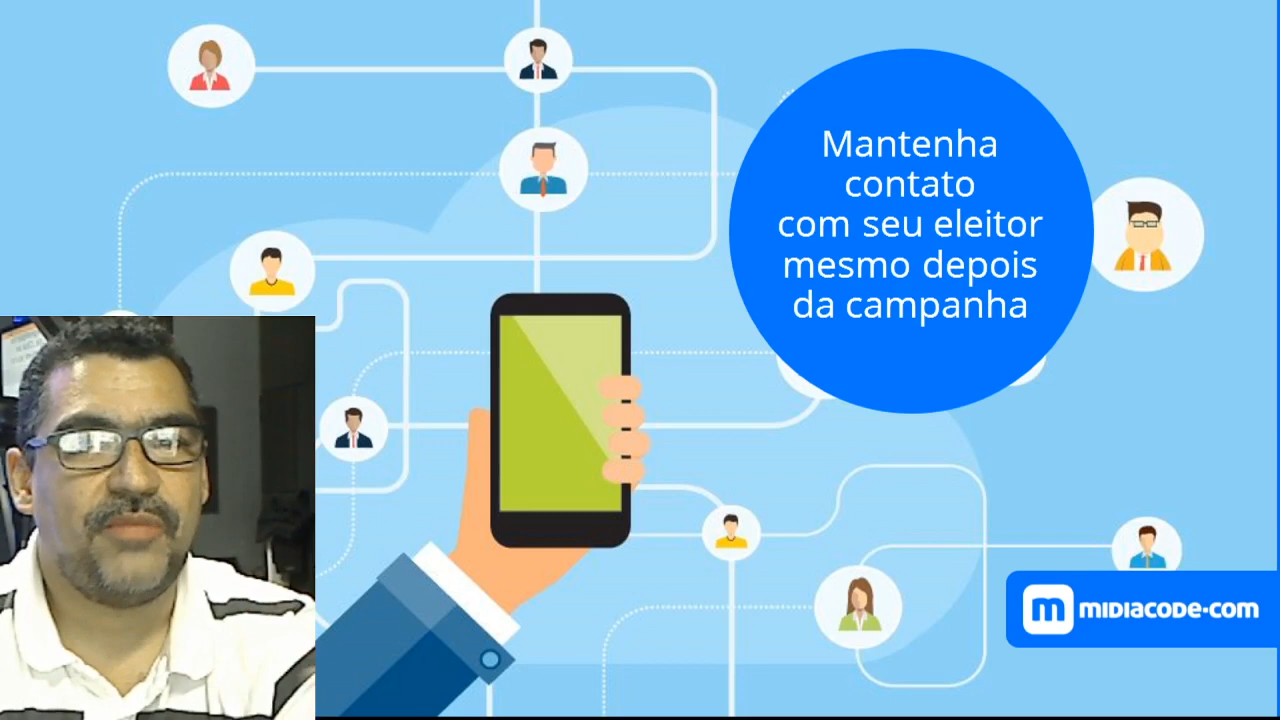 Mantenha
contato
com seu eleitor
mesmo depois
da campanha
m midiacode.com